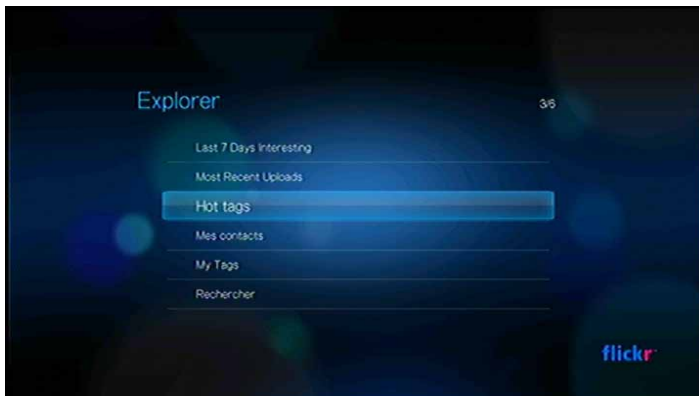 Explorer
3/6
Last 7 Days Interesting
Most Recent Uploads
Hot tags
Mes contacts
My Tags
Rechercher
flickr